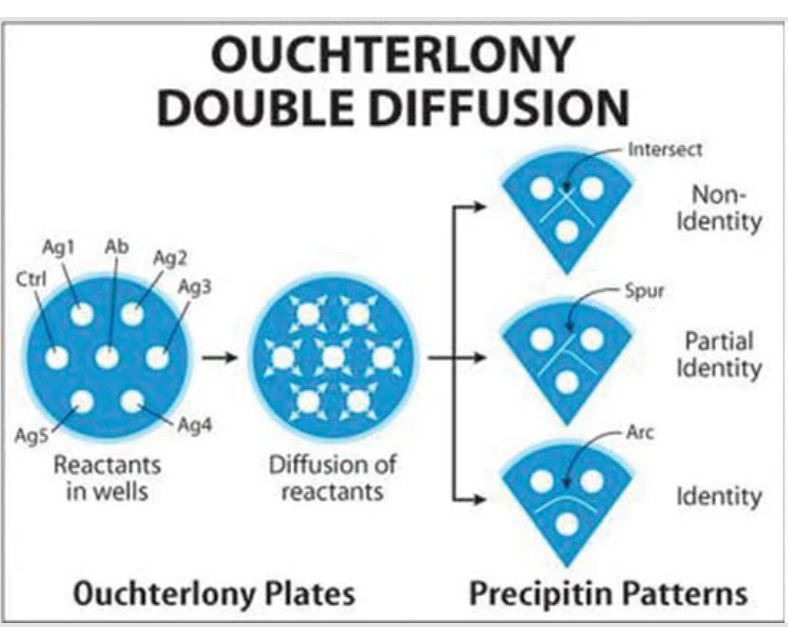 OUCHTERLONY
DOUBLE DIFFUSION
Intersect
Non-
Identity
Ag1
Ab
Ag2
Ctrl
Ag3
Spur
Partial
Identity
Ag5
Ag4
Arc
Reactants
in wells
Diffusion of
reactants
Identity
Ouchterlony Plates
Precipitin Patterns